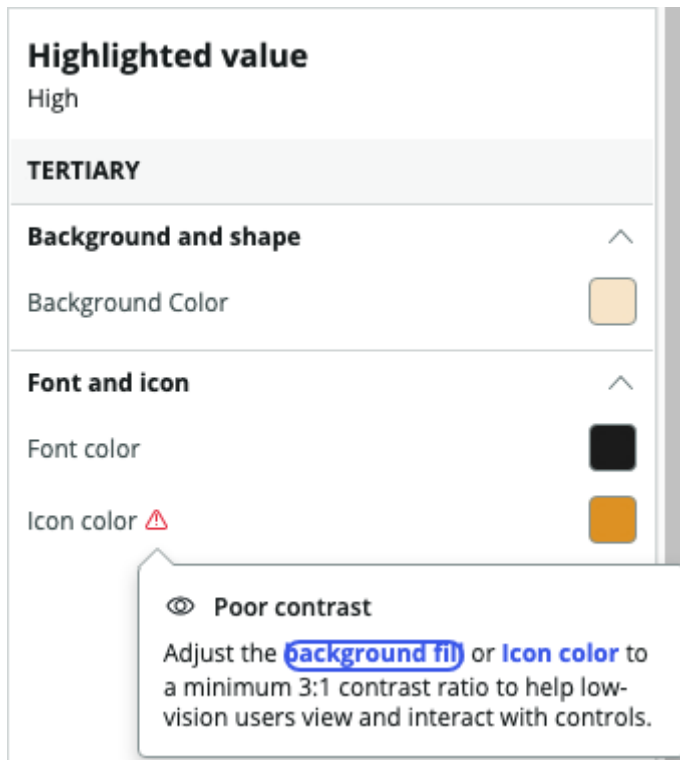 Highlighted value
High
TERTIARY
Background and shape
Background Color
Font and icon
Font color
Icon color
Poor contrast
Adjust the background fill or Icon color to
a minimum 3:1 contrast ratio to help low-
vision users view and interact with controls.